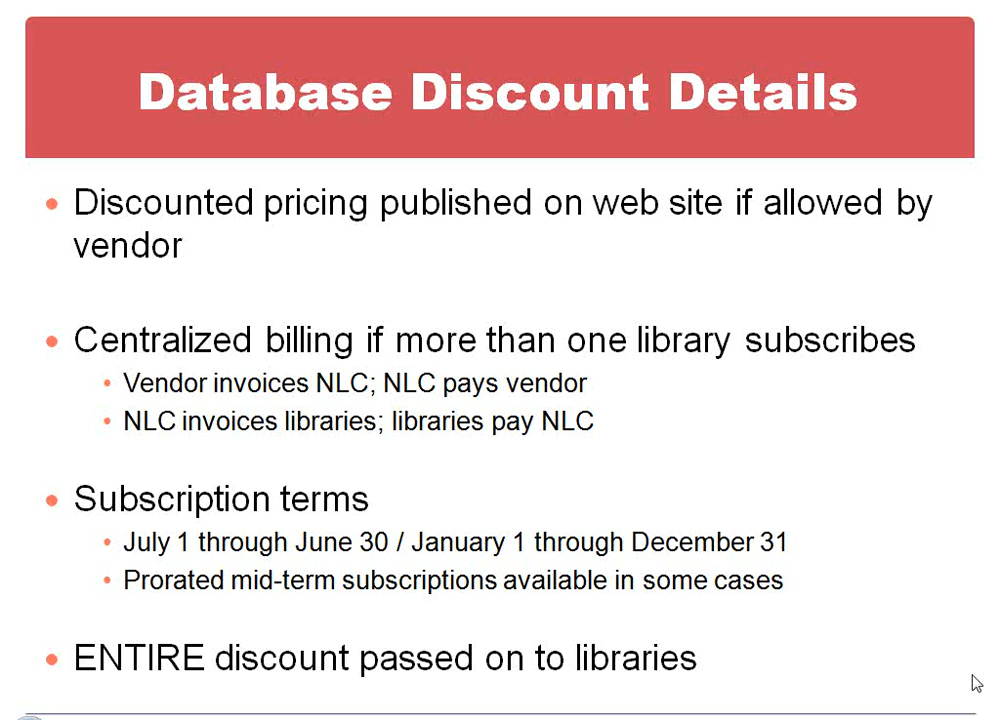 Database Discount Details
Discounted pricing published on web site if allowed by
vendor
Centralized billing if more than one library subscribes
Vendor invoices NLC; NLC pays vendor
NLC invoices libraries; libraries pay NLC
Subscription terms
July 1 through June 30 / January 1 through December 31
Prorated mid-term subscriptions available in some cases
ENTIRE discount passed on to libraries